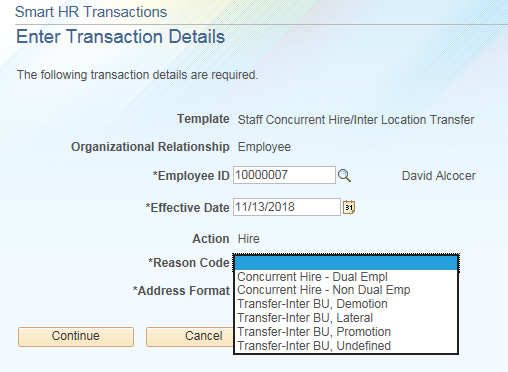 Smart HR Transactions
Enter Transaction Details
The following transaction details are required.
Template Staff Concurrent Hire/Inter Location Transfer
Organizational Relationship Employee
*Employee ID 10000007 David Alcocer
*Effective Date 11/13/2018 31
Action Hire
*Reason Code
Concurrent Hire - Dual Empl
*Address Format Concurrent Hire - Non Dual Emp
Transfer-Inter BU, Demotion
Transfer-Inter BU, Lateral
Transfer-Inter BU, Promotion
Transfer-Inter BU, Undefined
Continue Cancel